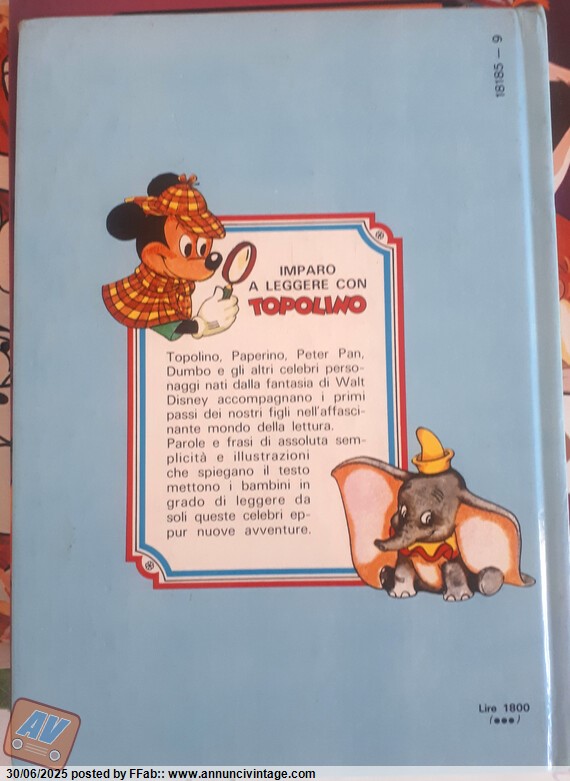 18185 — 9
IMPARO
A LEGGERE CON
TOPOLINO
Topolino, Paperino, Peter Pan,
Dumbo e gli altri celebri perso-
naggi nati dalla fantasia di Walt
Disney accompagnano i primi
passi dei nostri figli nell'affasci-
nante mondo della lettura.
Parole e frasi di assoluta sem-
plicità e illustrazioni
che spiegano il testo
mettono i bambini in
grado di leggere da
soli queste celebri ep-
pur nuove avventure.
Lire 1800
(●●●)
AV
30/06/2025 posted by FFab:: www.annuncivintage.com